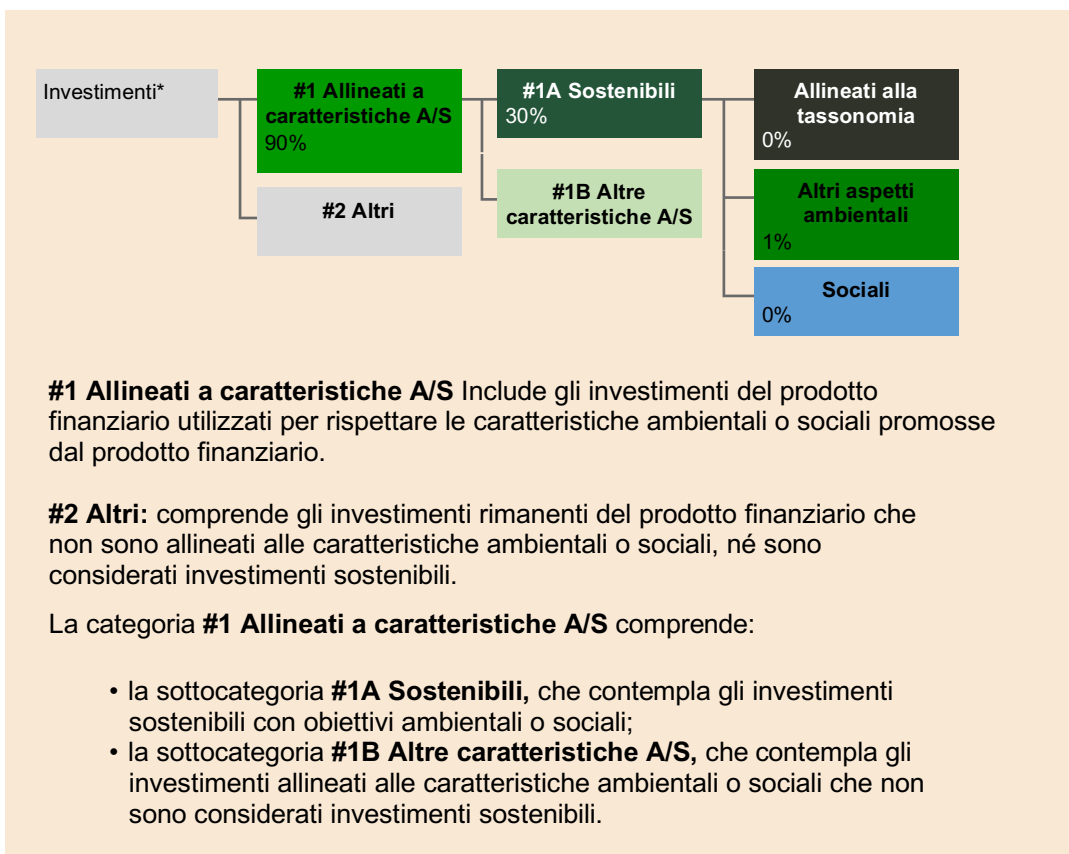 Investimenti*
#1 Allineati a
caratteristiche A/S
90%
#2 Altri
#1A Sostenibili
30%
#1B Altre
caratteristiche A/S
Allineati alla
tassonomia
0%
Altri aspetti
ambientali
1%
Sociali
0%
#1 Allineati a caratteristiche A/S Include gli investimenti del prodotto
finanziario utilizzati per rispettare le caratteristiche ambientali o sociali promosse
dal prodotto finanziario.
#2 Altri: comprende gli investimenti rimanenti del prodotto finanziario che
non sono allineati alle caratteristiche ambientali o sociali, né sono
considerati investimenti sostenibili.
La categoria #1 Allineati a caratteristiche A/S comprende:
• la sottocategoria #1A Sostenibili, che contempla gli investimenti
sostenibili con obiettivi ambientali o sociali;
• la sottocategoria #1B Altre caratteristiche A/S, che contempla gli
investimenti allineati alle caratteristiche ambientali o sociali che non
sono considerati investimenti sostenibili.